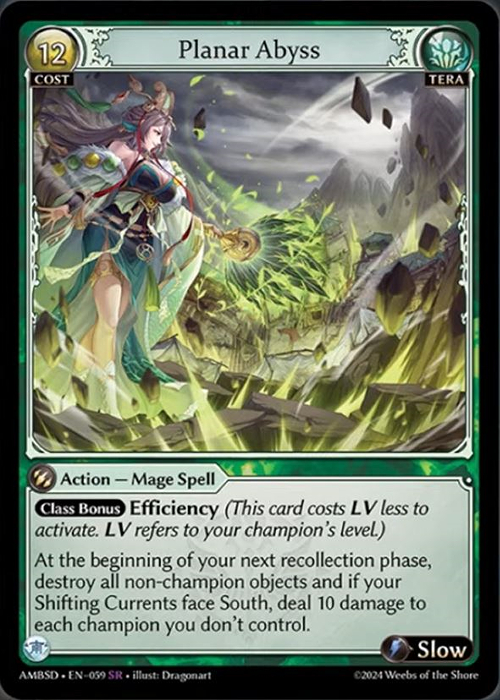 12
Planar Abyss
COST
TERA
Action — Mage Spell
Class Bonus Efficiency (This card costs LV less to
activate. LV refers to your champion's level.)
At the beginning of your next recollection phase,
destroy all non-champion objects and if your
Shifting Currents face South, deal 10 damage to
each champion you don't control.
南
Slow
AMBSD • EN-059 SR • illust: Dragonart
©2024 Weebs of the Shore